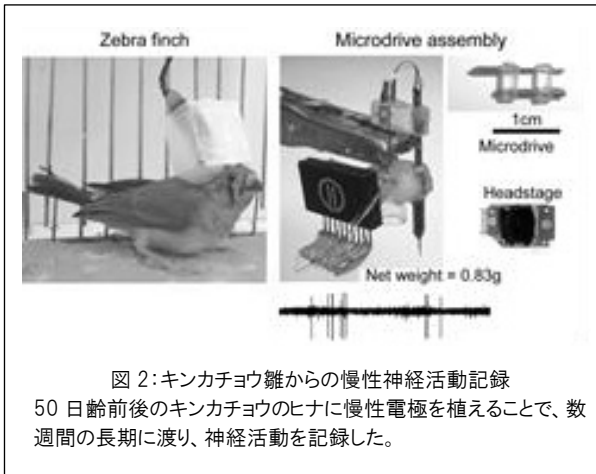 Zebra finch
Microdrive assembly
1cm
Microdrive
Headstage
Net weight = 0.83g
図 2：キンカチョウ雛からの慢性神経活動記録
50 日齢前後のキンカチョウのヒナに慢性電極を植えることで、数
週間の長期に渡り、神経活動を記録した。